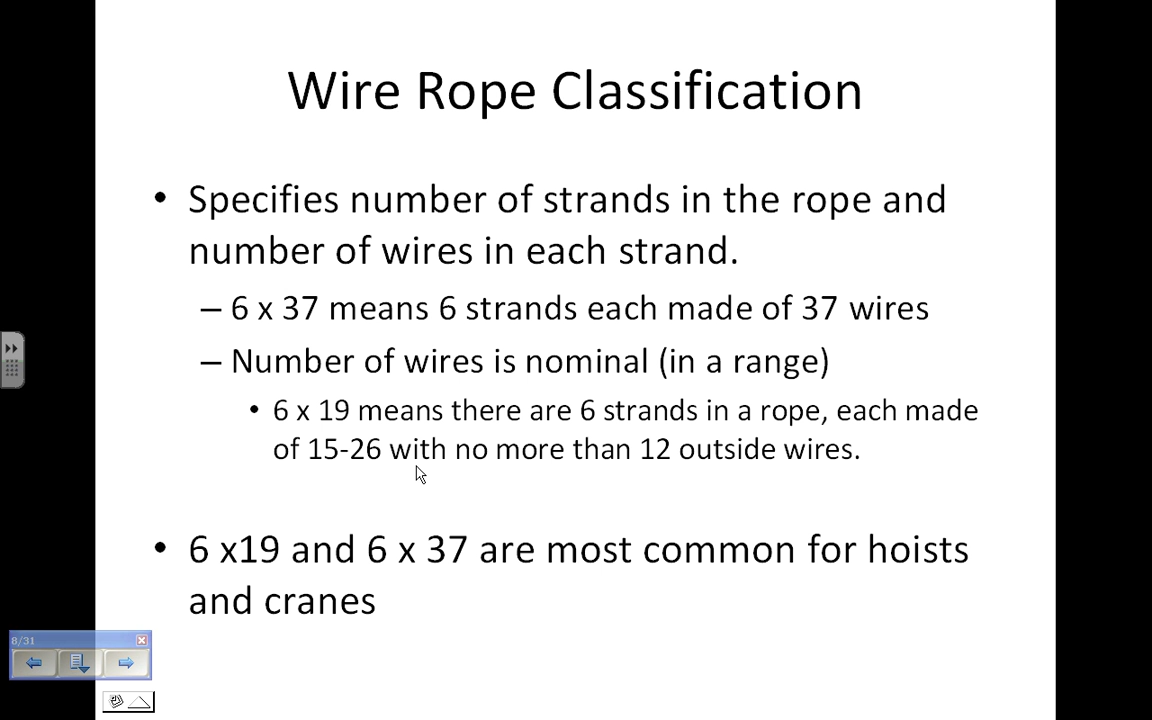 Wire Rope Classification
• Specifies number of strands in the rope and
number of wires in each strand.
– 6 x 37 means 6 strands each made of 37 wires
– Number of wires is nominal (in a range)
• 6 x 19 means there are 6 strands in a rope, each made
of 15-26 with no more than 12 outside wires.
• 6 x19 and 6 x 37 are most common for hoists
and cranes
8/31